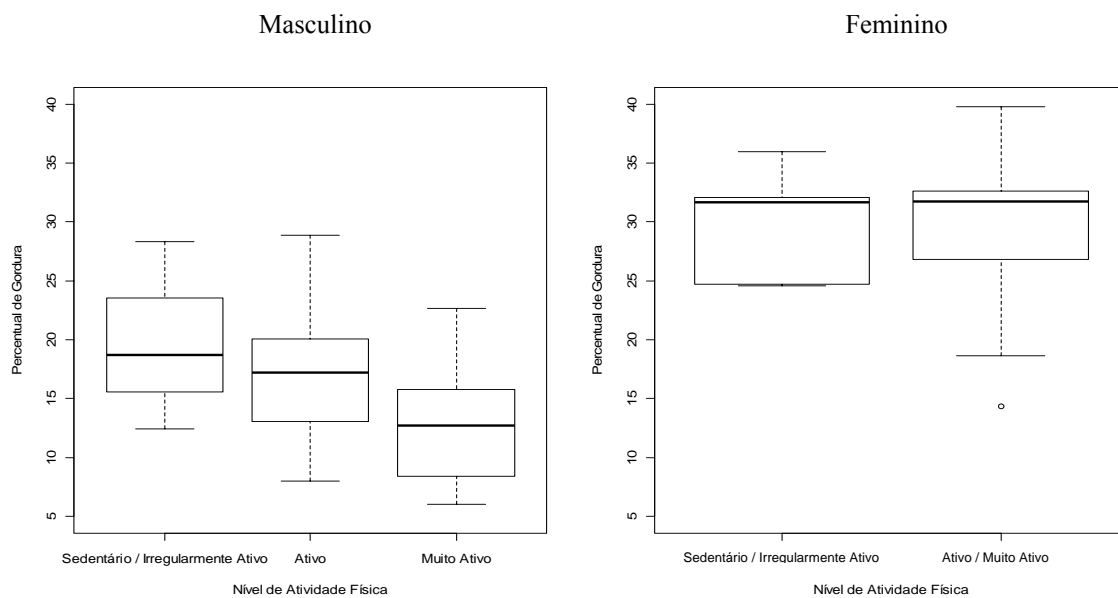 Masculino
Percentual de Gordura
40
35
30
25
20
15
10
5
Sedentário / Irregularmente Ativo Ativo Muito Ativo
Nível de Atividade Física
Feminino
Percentual de Gordura
40
35
30
25
20
15
10
5
Sedentário / Irregularmente Ativo Ativo / Muito Ativo
Nível de Atividade Física